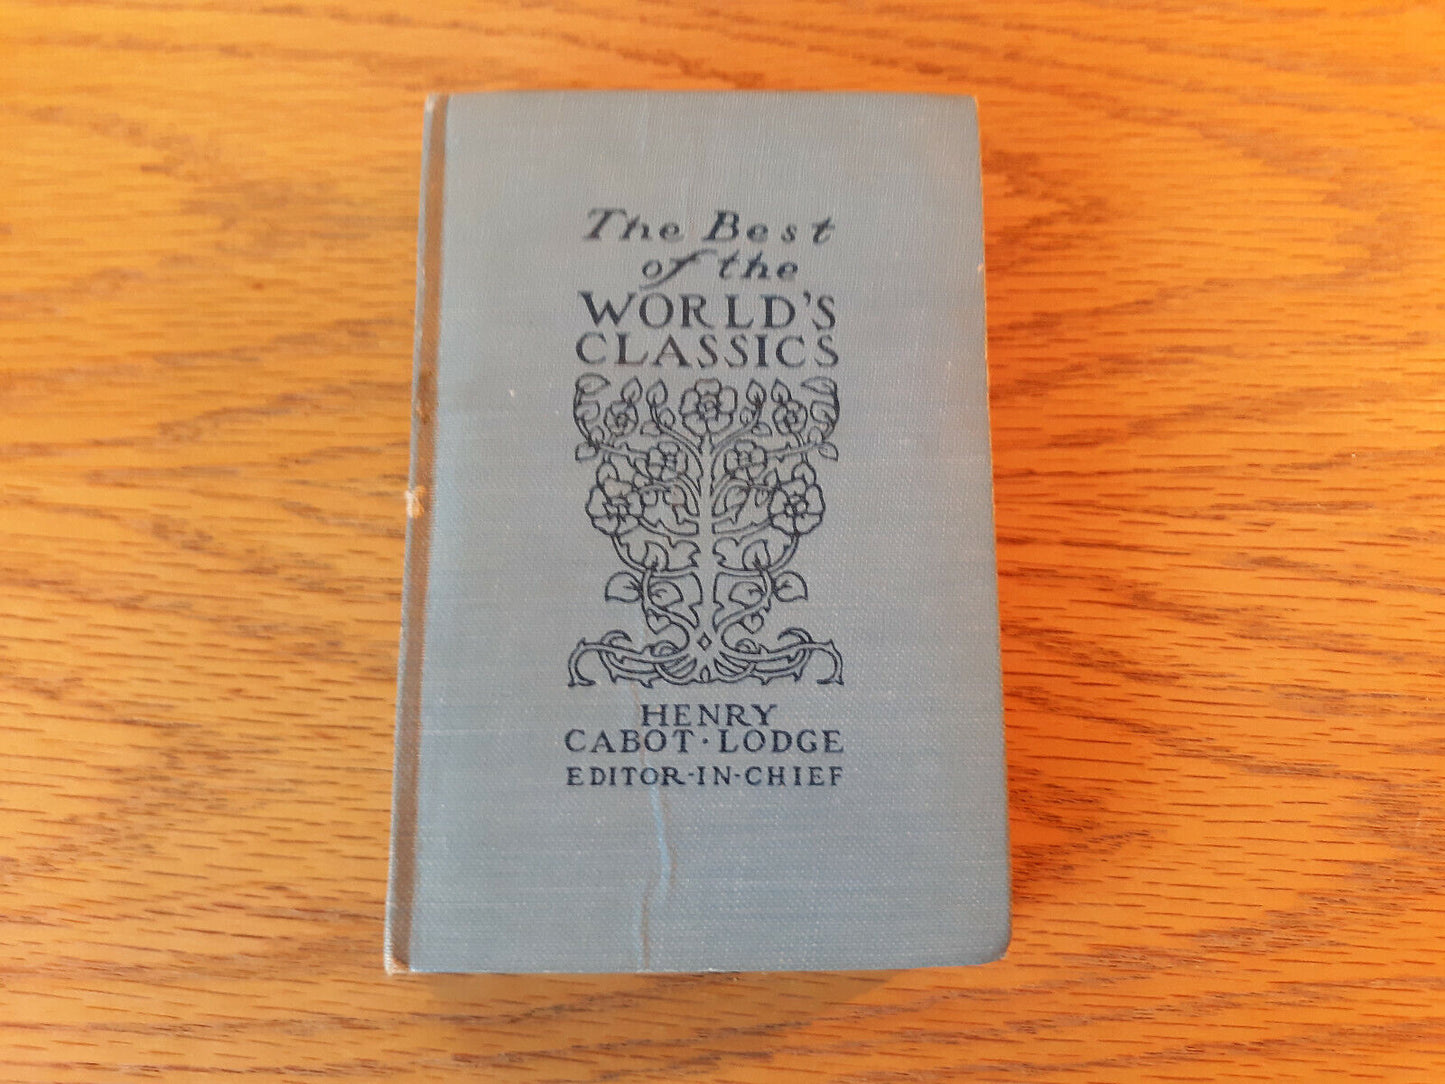 The Best
of the
WORLD'S
CLASSICS
HENRY
CABOT·LODGE
EDITOR-IN-CHIEF